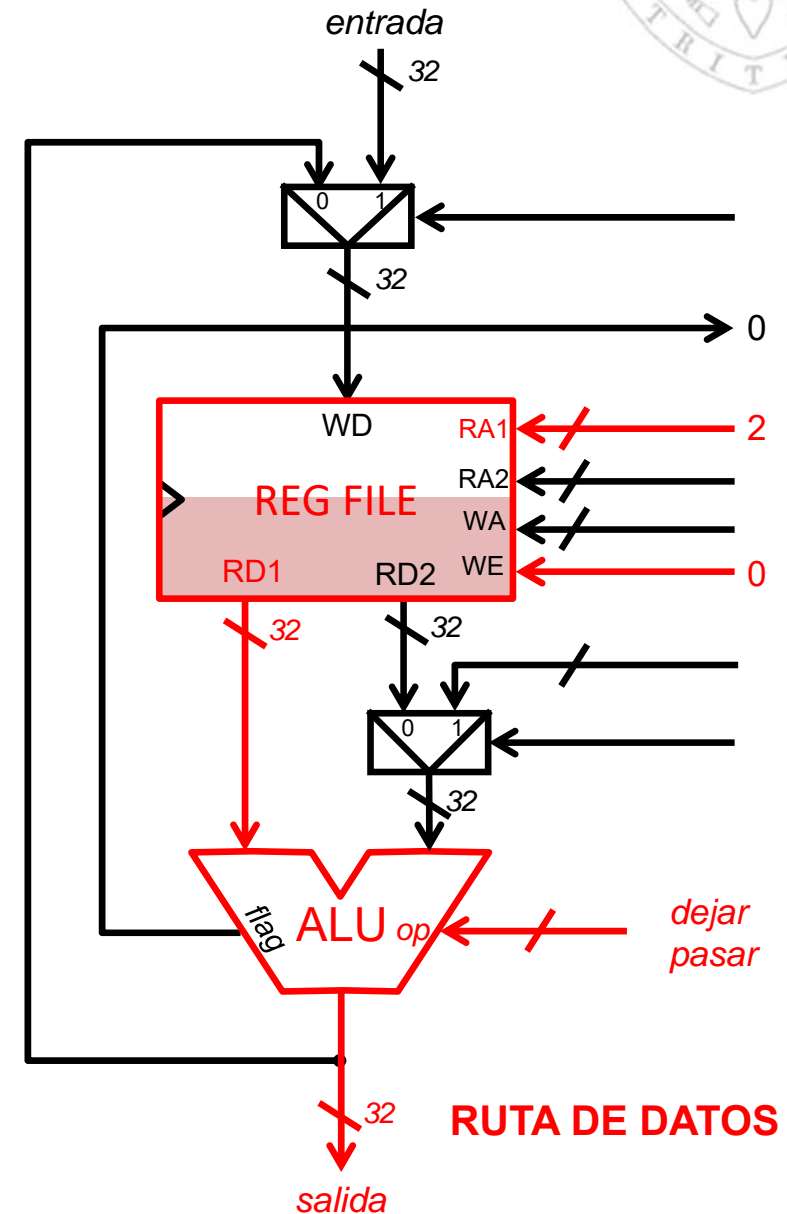 entrada
T R I T
32
0 1
32
0
WD
RA1
2
RA2
REG FILE
WA
RD1
RD2
WE
0
32
32
0 1
32
flag
ALU
op
dejar
pasar
32
RUTA DE DATOS
salida